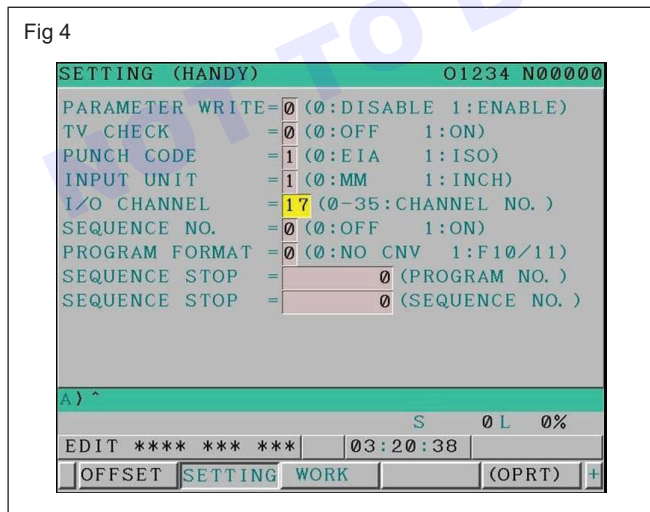 Fig 4
SETTING (HANDY) O1234 N00000
PARAMETER WRITE=0 (0:DISABLE 1:ENABLE)
TV CHECK =0 (0:OFF 1:ON)
PUNCH CODE =1 (0:EIA 1:ISO)
INPUT UNIT =1 (0:MM 1:INCH)
I/O CHANNEL =17 (0-35:CHANNEL NO.)
SEQUENCE NO. =0 (0:OFF 1:ON)
PROGRAM FORMAT =0 (0:NO CNV 1:F10/11)
SEQUENCE STOP = 0 (PROGRAM NO.)
SEQUENCE STOP = 0 (SEQUENCE NO.)
A) ^
S 0 L 0%
EDIT **** *** *** 03:20:38
OFFSET SETTING WORK (OPRT) +
NOT TO B